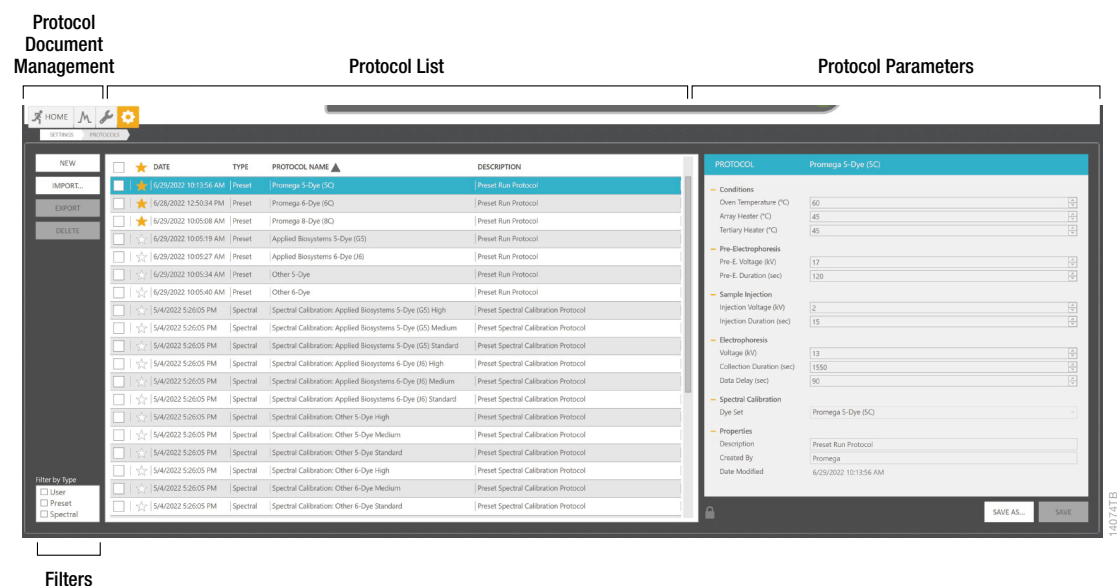 Protocol
Document
Management
Protocol List
Protocol Parameters
HOME
SETTINGS PROTOCOLS
NEW
IMPORT...
EXPORT
DELETE
DATE TYPE PROTOCOL NAME DESCRIPTION
6/29/2022 10:13:56 AM Preset Promega 5-Dye (5C) Preset Run Protocol
6/28/2022 12:50:34 PM Preset Promega 6-Dye (6C) Preset Run Protocol
6/29/2022 10:05:08 AM Preset Promega 8-Dye (8C) Preset Run Protocol
6/29/2022 10:05:19 AM Preset Applied Biosystems 5-Dye (G5) Preset Run Protocol
6/29/2022 10:05:27 AM Preset Applied Biosystems 6-Dye (J6) Preset Run Protocol
6/29/2022 10:05:34 AM Preset Other 5-Dye Preset Run Protocol
6/29/2022 10:05:40 AM Preset Other 6-Dye Preset Run Protocol
5/4/2022 5:26:05 PM Spectral Spectral Calibration: Applied Biosystems 5-Dye (G5) High Preset Spectral Calibration Protocol
5/4/2022 5:26:05 PM Spectral Spectral Calibration: Applied Biosystems 5-Dye (G5) Medium Preset Spectral Calibration Protocol
5/4/2022 5:26:05 PM Spectral Spectral Calibration: Applied Biosystems 5-Dye (G5) Standard Preset Spectral Calibration Protocol
5/4/2022 5:26:05 PM Spectral Spectral Calibration: Applied Biosystems 6-Dye (J6) High Preset Spectral Calibration Protocol
5/4/2022 5:26:05 PM Spectral Spectral Calibration: Applied Biosystems 6-Dye (J6) Medium Preset Spectral Calibration Protocol
5/4/2022 5:26:05 PM Spectral Spectral Calibration: Applied Biosystems 6-Dye (J6) Standard Preset Spectral Calibration Protocol
5/4/2022 5:26:05 PM Spectral Spectral Calibration: Other 5-Dye High Preset Spectral Calibration Protocol
5/4/2022 5:26:05 PM Spectral Spectral Calibration: Other 5-Dye Medium Preset Spectral Calibration Protocol
5/4/2022 5:26:05 PM Spectral Spectral Calibration: Other 5-Dye Standard Preset Spectral Calibration Protocol
5/4/2022 5:26:05 PM Spectral Spectral Calibration: Other 6-Dye High Preset Spectral Calibration Protocol
5/4/2022 5:26:05 PM Spectral Spectral Calibration: Other 6-Dye Medium Preset Spectral Calibration Protocol
5/4/2022 5:26:05 PM Spectral Spectral Calibration: Other 6-Dye Standard Preset Spectral Calibration Protocol
PROTOCOL Promega 5-Dye (5C)
Conditions
Oven Temperature (°C) 60
Array Heater (°C) 45
Tertiary Heater (°C) 45
Pre-Electrophoresis
Pre-E. Voltage (kV) 17
Pre-E. Duration (sec) 120
Sample Injection
Injection Voltage (kV) 2
Injection Duration (sec) 15
Electrophoresis
Voltage (kV) 13
Collection Duration (sec) 1550
Data Delay (sec) 90
Spectral Calibration
Dye Set Promega 5-Dye (5C)
Properties
Description Preset Run Protocol
Created By Promega
Date Modified 6/29/2022 10:13:56 AM
SAVE AS... SAVE
Filter by Type
User
Preset
Spectral
Filters
14074TB